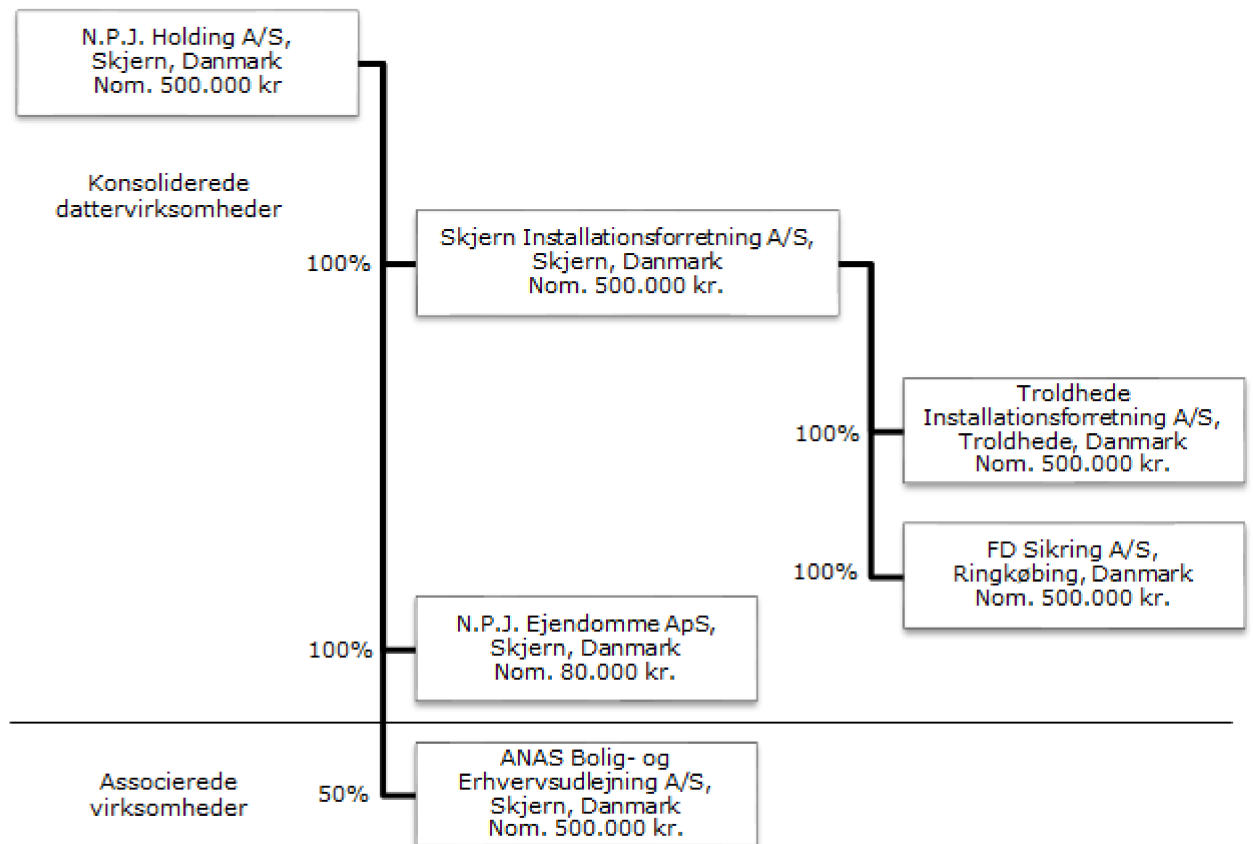 N.P.J. Holding A/S,
Skjern, Danmark
Nom. 500.000 kr
Konsoliderede
dattervirksomheder
100%
Skjern Installationsforretning A/S,
Skjern, Danmark
Nom. 500.000 kr.
100%
Troldhede
Installationsforretning A/S,
Troldhede, Danmark
Nom. 500.000 kr.
100%
FD Sikring A/S,
Ringkøbing, Danmark
Nom. 500.000 kr.
100%
N.P.J. Ejendomme ApS,
Skjern, Danmark
Nom. 80.000 kr.
Associerede
virksomheder
50%
ANAS Bolig- og
Erhvervsudlejning A/S,
Skjern, Danmark
Nom. 500.000 kr.